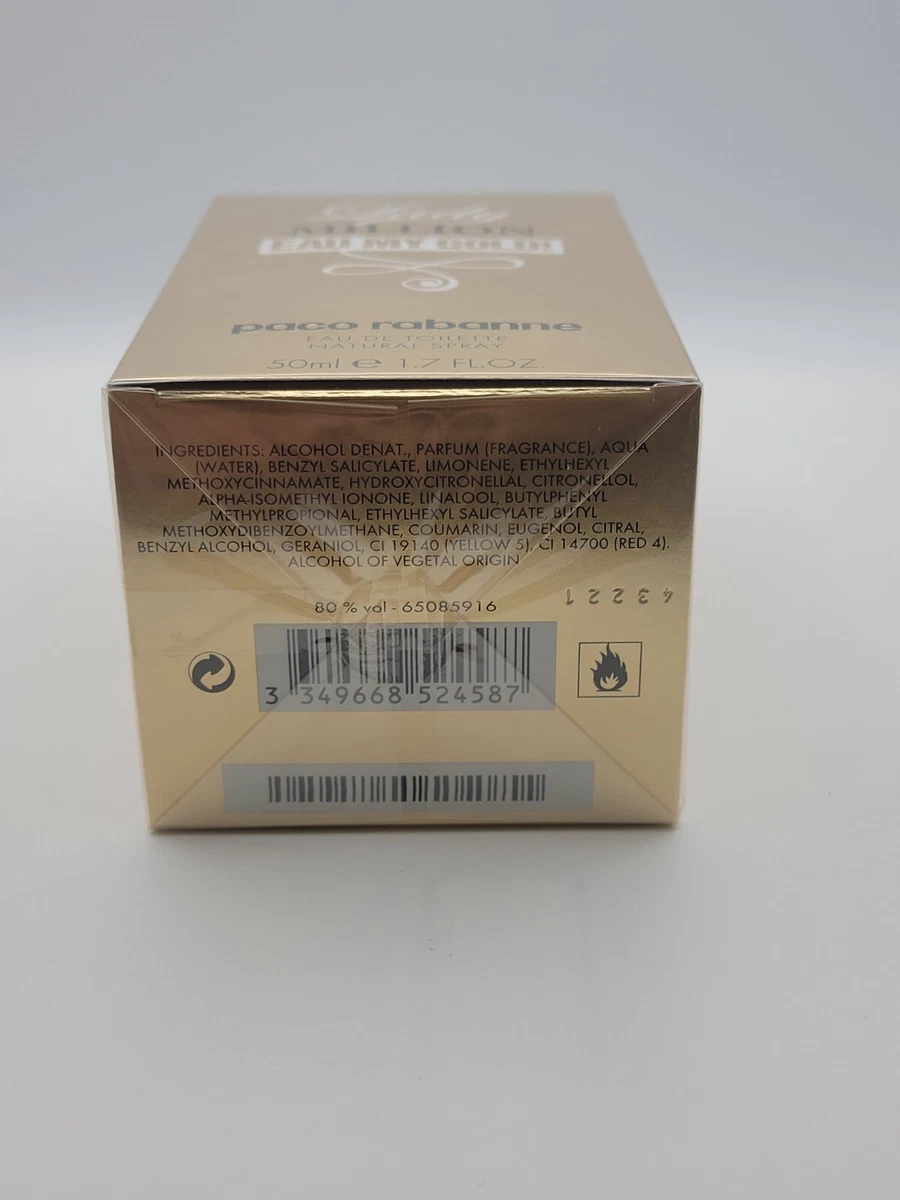 Lady
MILLION
EAU MY GOLD!
paco rabanne
EAU DE TOILETTE
NATURAL SPRAY
50ml e 1.7 FL.OZ.
INGREDIENTS: ALCOHOL DENAT., PARFUM (FRAGRANCE), AQUA
(WATER), BENZYL SALICYLATE, LIMONENE, ETHYLHEXYL
METHOXYCINNAMATE, HYDROXYCITRONELLAL, CITRONELLOL,
ALPHA-ISOMETHYL IONONE, LINALOOL, BUTYLPHENYL
METHYLPROPIONAL, ETHYLHEXYL SALICYLATE, BUTYL
METHOXYDIBENZOYLMETHANE, COUMARIN, EUGENOL, CITRAL,
BENZYL ALCOHOL, GERANIOL, CI 19140 (YELLOW 5), CI 14700 (RED 4).
ALCOHOL OF VEGETAL ORIGIN
43221
80 % vol - 65085916
3 349668 524587